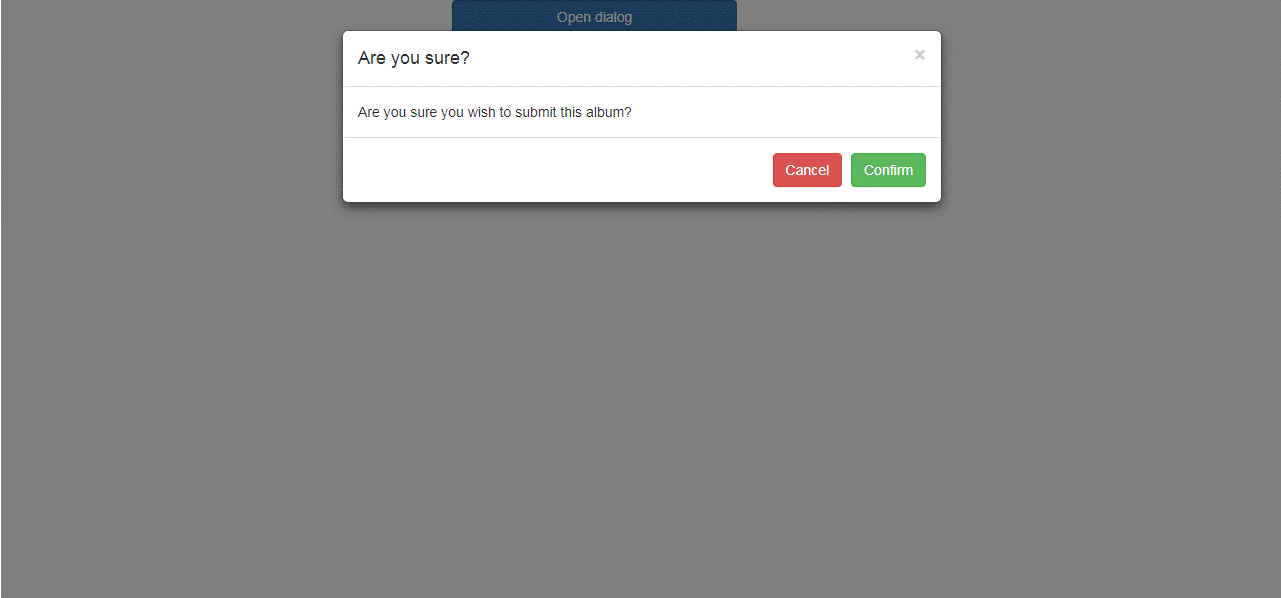 Open dialog
Are you sure?
×
Are you sure you wish to submit this album?
Cancel Confirm